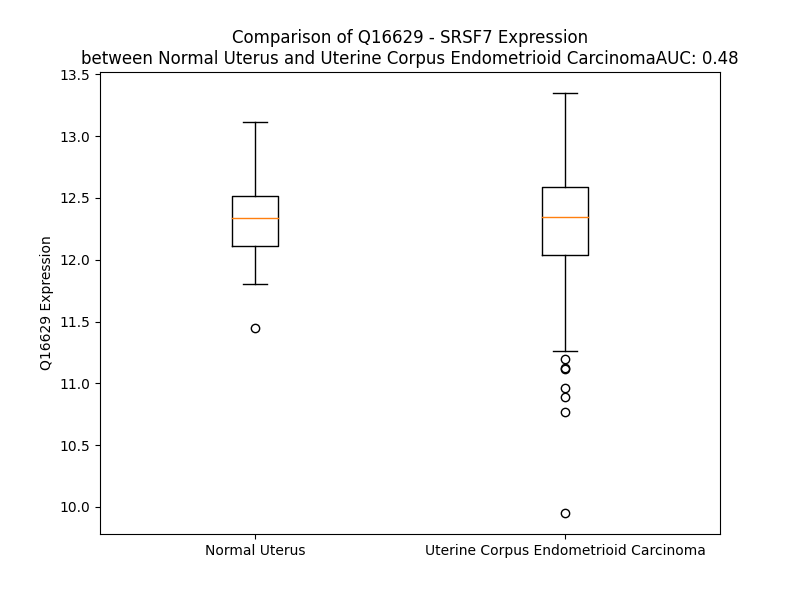 Comparison of Q16629 - SRSF7 Expression
between Normal Uterus and Uterine Corpus Endometrioid CarcinomaAUC: 0.48
13.5
13.0
12.5
12.0
11.5
11.0
10.5
10.0
Q16629 Expression
Normal Uterus
Uterine Corpus Endometrioid Carcinoma